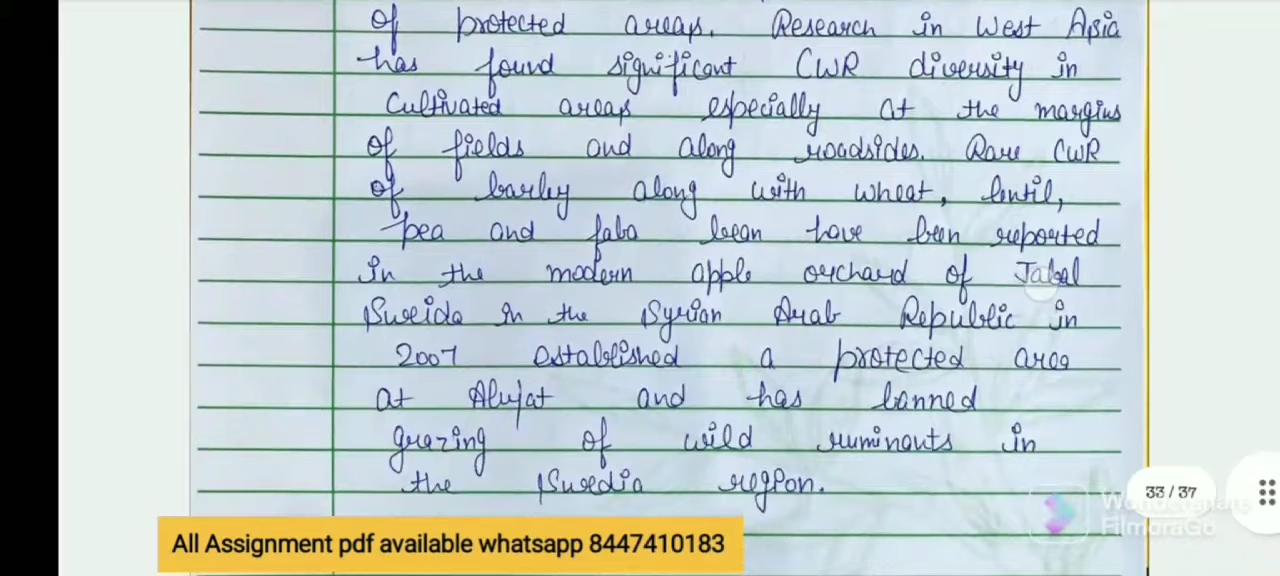 of protected areas. Research in West Asia
has found significant CWR diversity in
cultivated areas especially at the margins
of fields and along roadsides. Rare CWR
of barley along with wheat, lentil,
pea and faba bean have been reported
in the modern apple orchard of Jabal
Sweida in the Syrian Arab Republic in
2007 established a protected area
at Alujat and has banned
grazing of wild ruminants in
the Swedia region.
33 / 37
Wondershare
FilmoraGo
All Assignment pdf available whatsapp 8447410183